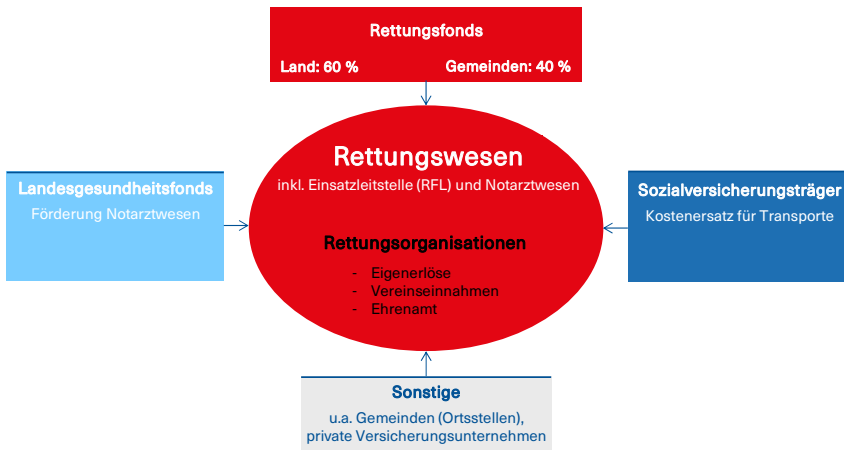 Rettungsfonds
Land: 60 %
Gemeinden: 40 %
Rettungswesen
inkl. Einsatzleitstelle (RFL) und Notarztwesen
Landesgesundheitsfonds
Förderung Notarztwesen
Sozialversicherungsträger
Kostenersatz für Transporte
Rettungsorganisationen
- Eigenerlöse
- Vereinseinnahmen
- Ehrenamt
Sonstige
u.a. Gemeinden (Ortsstellen),
private Versicherungsunternehmen